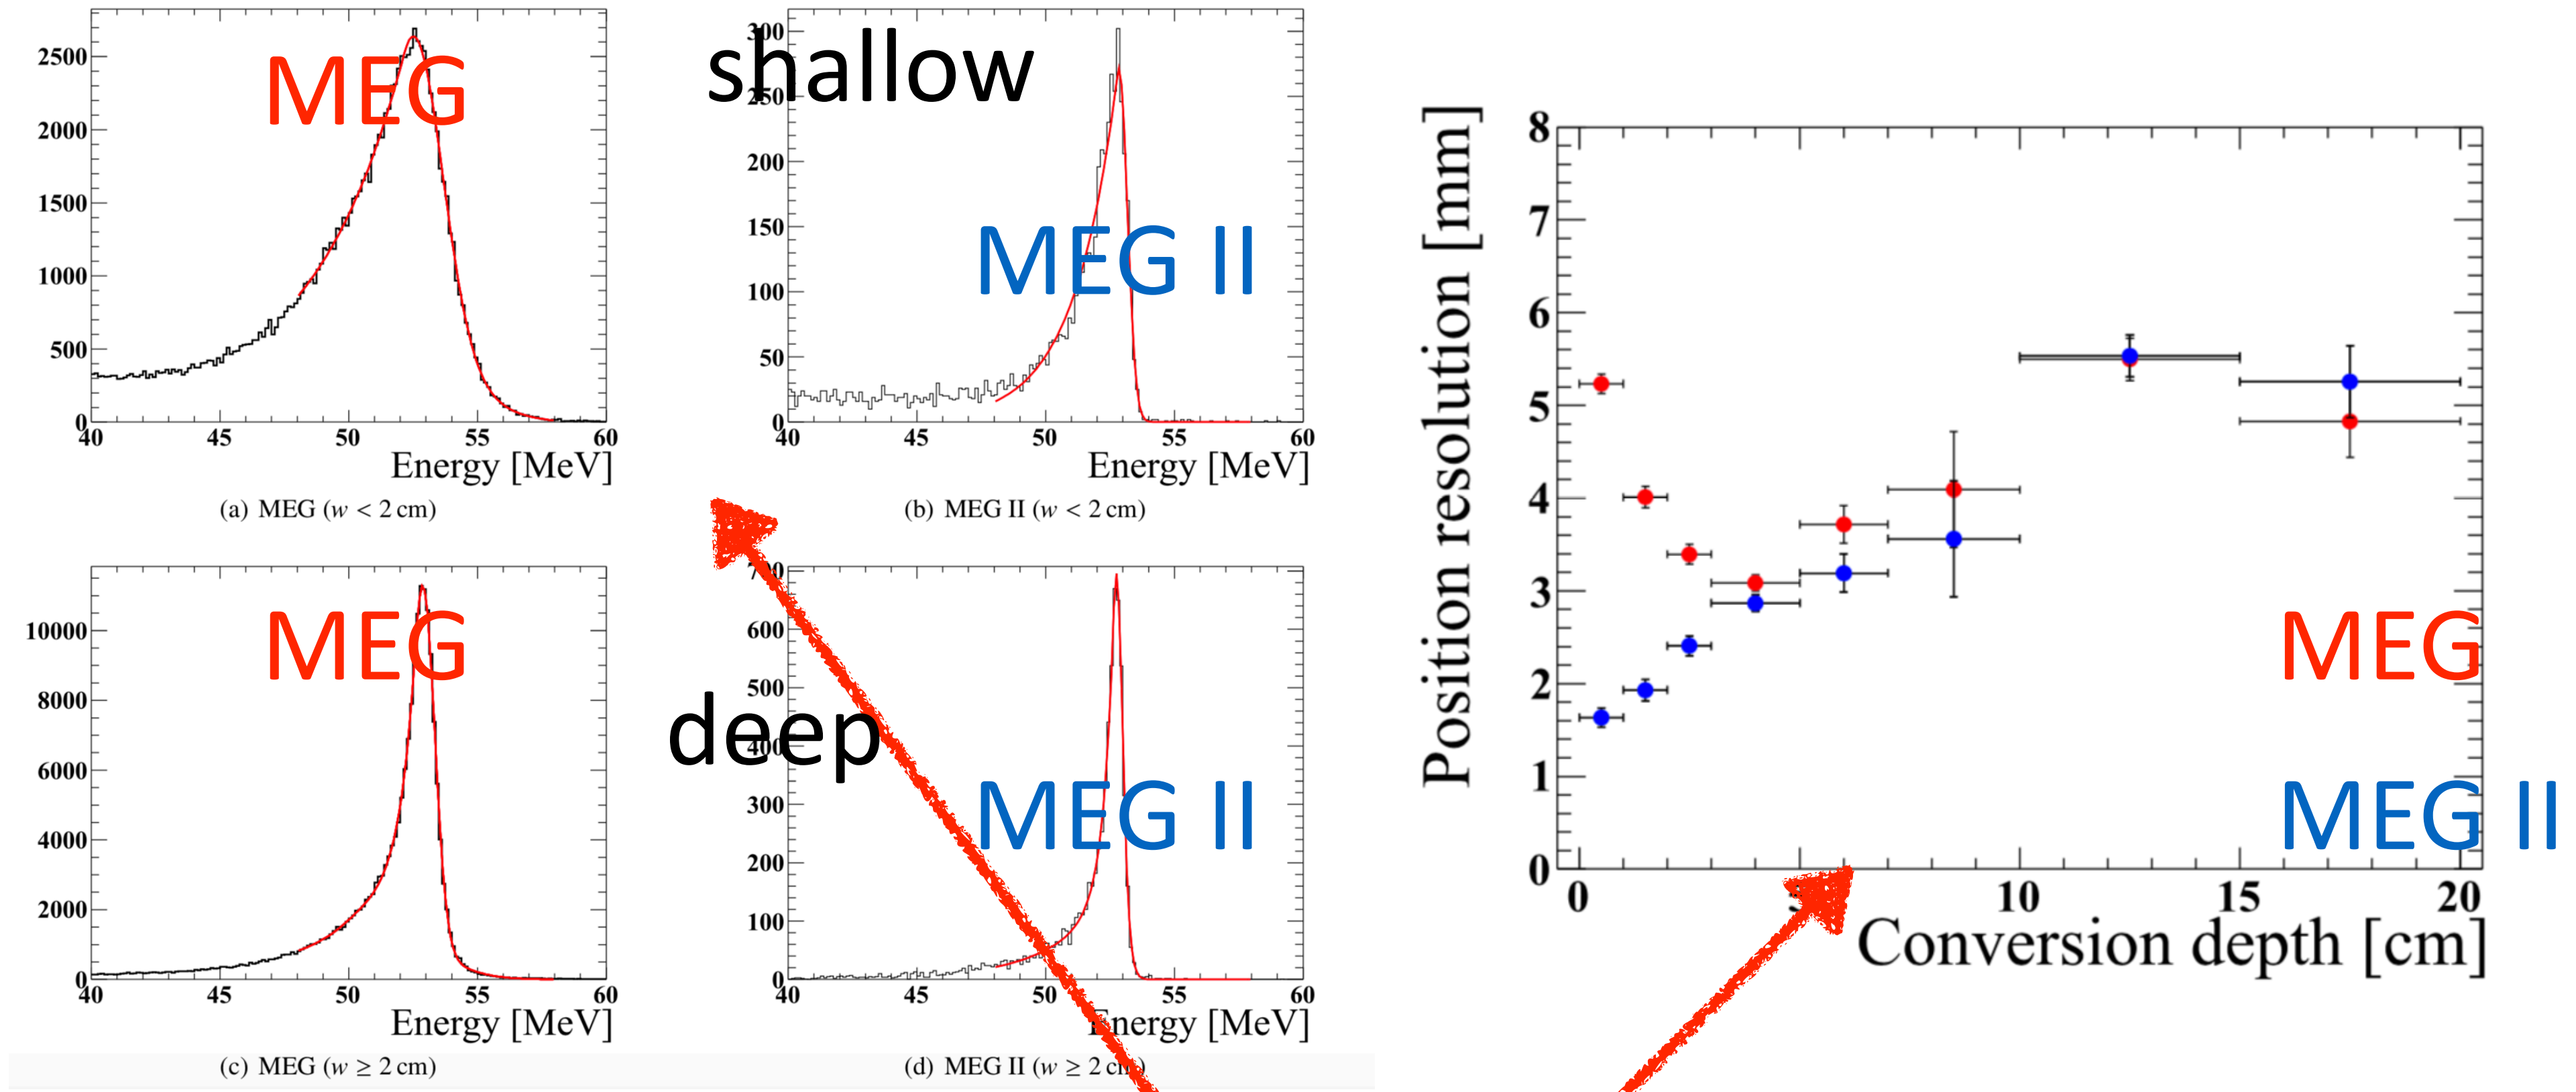 2500
2000
1500
1000
500
0
40 45 50 55 60
Energy [MeV]
MEG
(a) MEG (w < 2 cm)
shallow
300
250
200
150
100
50
0
40 45 50 55 60
Energy [MeV]
MEG II
(b) MEG II (w < 2 cm)
10000
8000
6000
4000
2000
0
40 45 50 55 60
Energy [MeV]
MEG
(c) MEG (w ≥ 2 cm)
deep
700
600
500
400
300
200
100
0
40 45 50 55 60
Energy [MeV]
MEG II
(d) MEG II (w ≥ 2 cm)
Position resolution [mm]
8
7
6
5
4
3
2
1
0
0 5 10 15 20
Conversion depth [cm]
MEG
MEG II